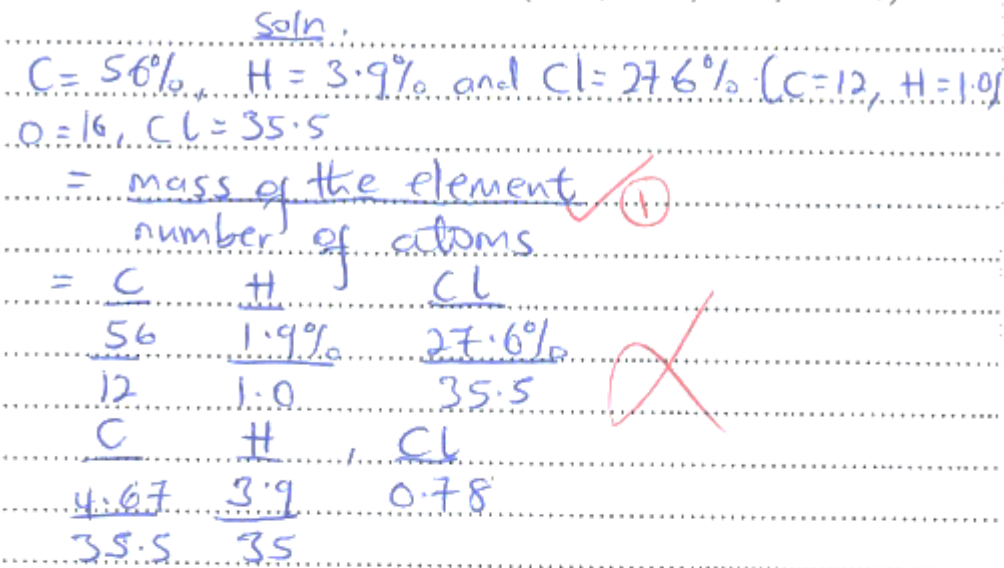 Soln.
C = 56%, H = 3.9% and Cl = 27.6% (C=12, H=1.0,
O=16, Cl = 35.5
= mass of the element ①
number of atoms
= C H Cl
56 1.9% 27.6%
12 1.0 35.5
C H , Cl
4.67 3.9 0.78
35.5 35